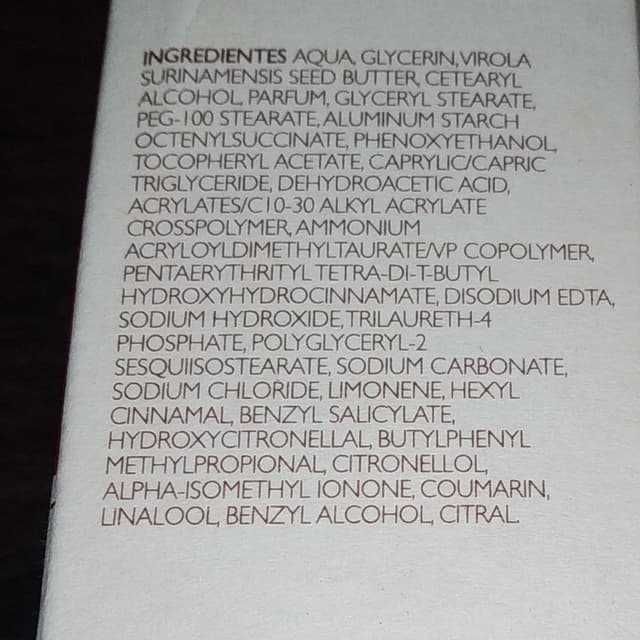 INGREDIENTES AQUA, GLYCERIN, VIROLA
SURINAMENSIS SEED BUTTER, CETEARYL
ALCOHOL, PARFUM, GLYCERYL STEARATE,
PEG-100 STEARATE, ALUMINUM STARCH
OCTENYLSUCCINATE, PHENOXYETHANOL,
TOCOPHERYL ACETATE, CAPRYLIC/CAPRIC
TRIGLYCERIDE, DEHYDROACETIC ACID,
ACRYLATES/C10-30 ALKYL ACRYLATE
CROSSPOLYMER, AMMONIUM
ACRYLOYLDIMETHYLTAURATE/VP COPOLYMER,
PENTAERYTHRITYL TETRA-DI-T-BUTYL
HYDROXYHYDROCINNAMATE, DISODIUM EDTA,
SODIUM HYDROXIDE, TRILAURETH-4
PHOSPHATE, POLYGLYCERYL-2
SESQUIISOSTEARATE, SODIUM CARBONATE,
SODIUM CHLORIDE, LIMONENE, HEXYL
CINNAMAL, BENZYL SALICYLATE,
HYDROXYCITRONELLAL, BUTYLPHENYL
METHYLPROPIONAL, CITRONELLOL,
ALPHA-ISOMETHYL IONONE, COUMARIN,
LINALOOL, BENZYL ALCOHOL, CITRAL.